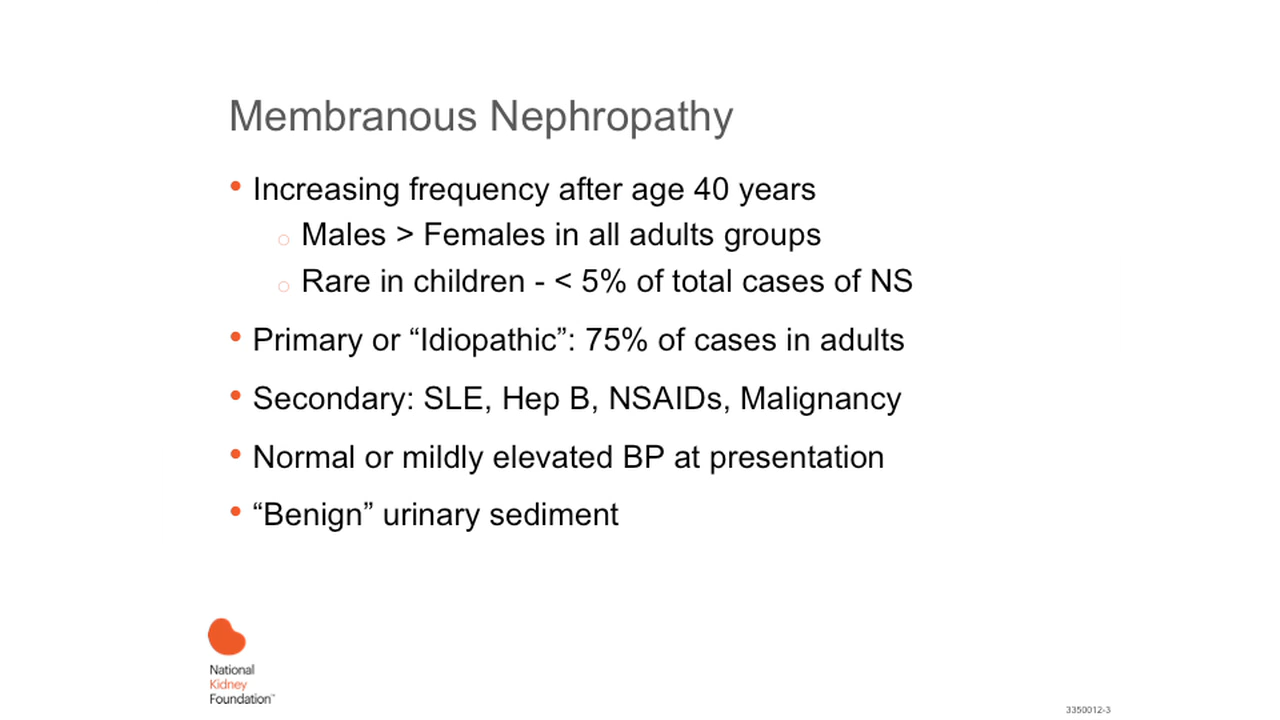 Membranous Nephropathy
• Increasing frequency after age 40 years
○ Males > Females in all adults groups
○ Rare in children - < 5% of total cases of NS
• Primary or “Idiopathic”: 75% of cases in adults
• Secondary: SLE, Hep B, NSAIDs, Malignancy
• Normal or mildly elevated BP at presentation
• “Benign” urinary sediment
National
Kidney
Foundation™
3350012-3